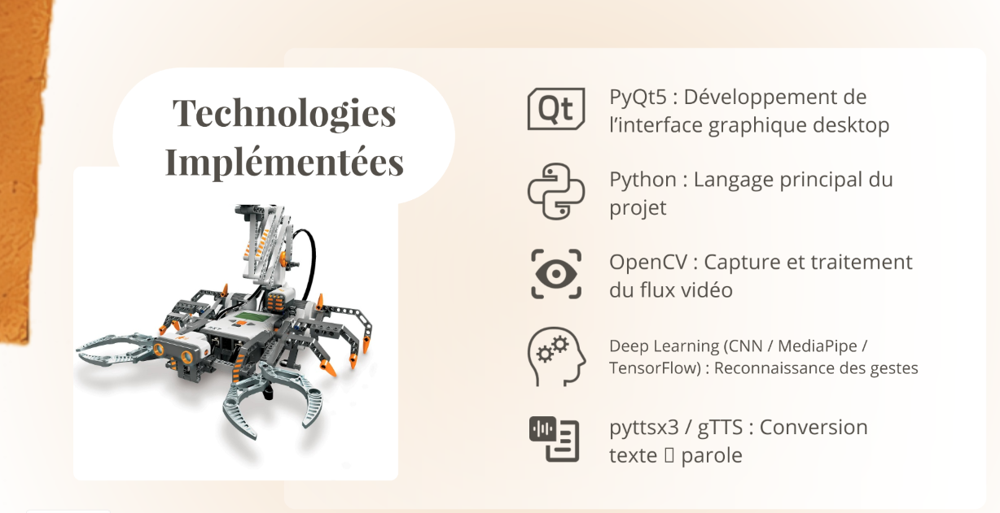 Technologies
Implémentées
Qt
PyQt5 : Développement de
l’interface graphique desktop
Python : Langage principal du
projet
OpenCV : Capture et traitement
du flux vidéo
Deep Learning (CNN / MediaPipe /
TensorFlow) : Reconnaissance des gestes
pyttsx3 / gTTS : Conversion
texte ▯ parole